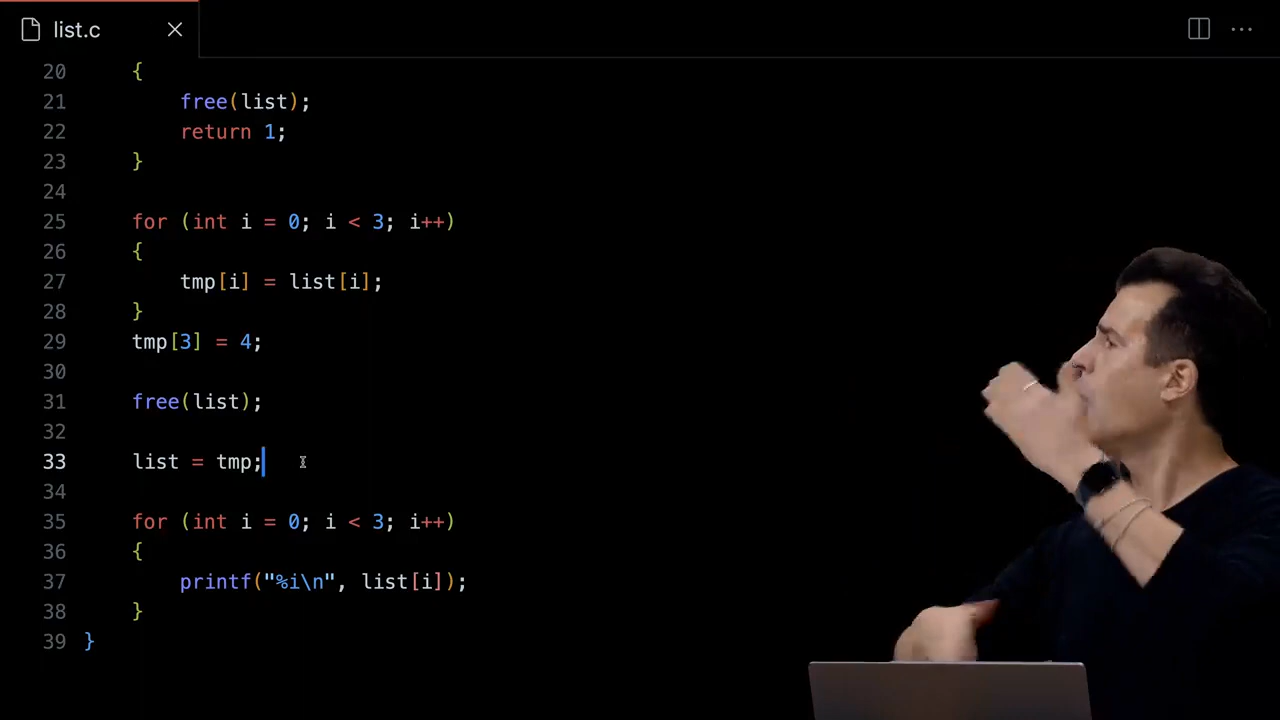 list.c
20 {
21 free(list);
22 return 1;
23 }
24
25 for (int i = 0; i < 3; i++)
26 {
27 tmp[i] = list[i];
28 }
29 tmp[3] = 4;
30
31 free(list);
32
33 list = tmp;
34
35 for (int i = 0; i < 3; i++)
36 {
37 printf("%i\n", list[i]);
38 }
39 }